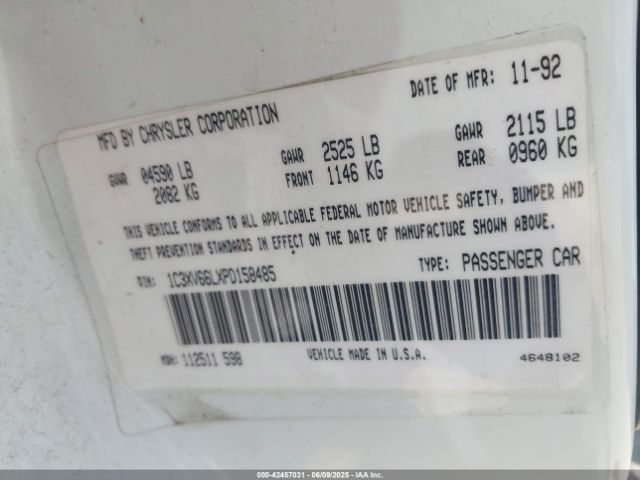 DATE OF MFR: 11-92
MFD BY CHRYSLER CORPORATION
GVWR 04590 LB 2082 KG
GAWR FRONT 2525 LB 1146 KG
GAWR REAR 2115 LB 0960 KG
THIS VEHICLE CONFORMS TO ALL APPLICABLE FEDERAL MOTOR VEHICLE SAFETY, BUMPER AND
THEFT PREVENTION STANDARDS IN EFFECT ON THE DATE OF MANUFACTURE SHOWN ABOVE.
VIN: 1C3XV66LXPD158485 TYPE: PASSENGER CAR
MDH: 112511 598 VEHICLE MADE IN U.S.A. 4648102
000-42457031 - 06/09/2025 - IAA Inc.